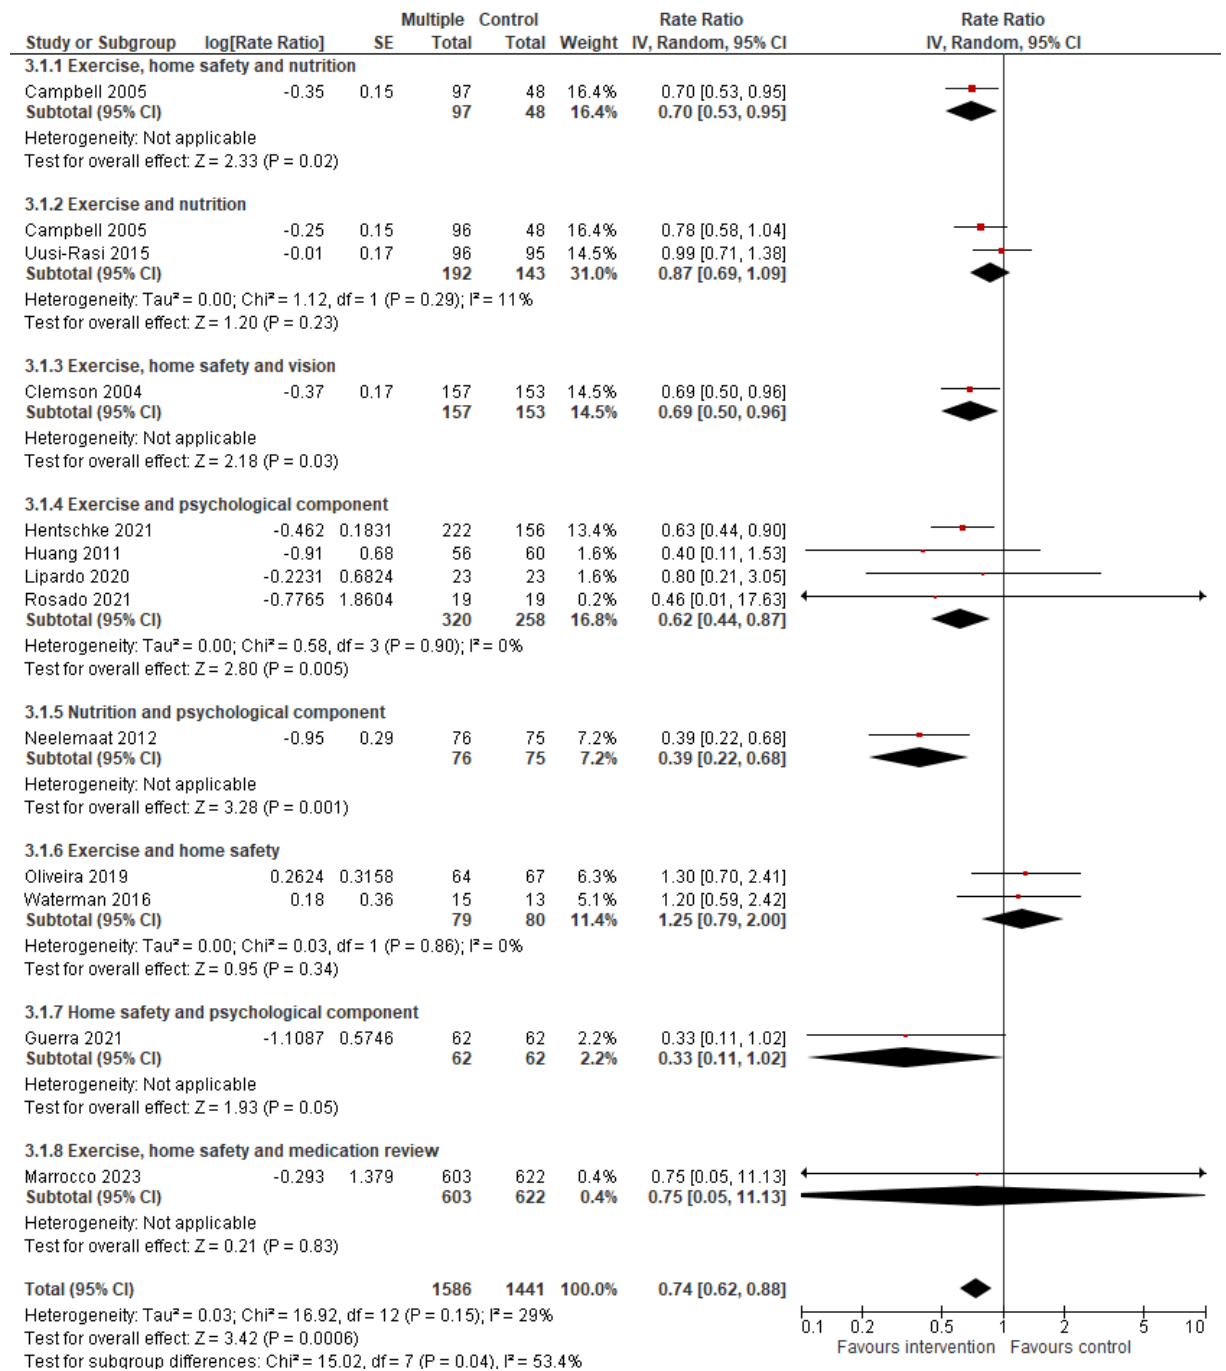 Multiple Control Rate Ratio Rate Ratio
Study or Subgroup log[Rate Ratio] SE Total Total Weight IV, Random, 95% CI IV, Random, 95% CI
3.1.1 Exercise, home safety and nutrition
Campbell 2005 -0.35 0.15 97 48 16.4% 0.70 [0.53, 0.95]
Subtotal (95% CI) 97 48 16.4% 0.70 [0.53, 0.95]
Heterogeneity: Not applicable
Test for overall effect: Z = 2.33 (P = 0.02)
3.1.2 Exercise and nutrition
Campbell 2005 -0.25 0.15 96 48 16.4% 0.78 [0.58, 1.04]
Uusi-Rasi 2015 -0.01 0.17 96 95 14.5% 0.99 [0.71, 1.38]
Subtotal (95% CI) 192 143 31.0% 0.87 [0.69, 1.09]
Heterogeneity: Tau² = 0.00; Chi² = 1.12, df = 1 (P = 0.29); I² = 11%
Test for overall effect: Z = 1.20 (P = 0.23)
3.1.3 Exercise, home safety and vision
Clemson 2004 -0.37 0.17 157 153 14.5% 0.69 [0.50, 0.96]
Subtotal (95% CI) 157 153 14.5% 0.69 [0.50, 0.96]
Heterogeneity: Not applicable
Test for overall effect: Z = 2.18 (P = 0.03)
3.1.4 Exercise and psychological component
Hentschke 2021 -0.462 0.1831 222 156 13.4% 0.63 [0.44, 0.90]
Huang 2011 -0.91 0.68 56 60 1.6% 0.40 [0.11, 1.53]
Lipardo 2020 -0.2231 0.6824 23 23 1.6% 0.80 [0.21, 3.05]
Rosado 2021 -0.7765 1.8604 19 19 0.2% 0.46 [0.01, 17.63]
Subtotal (95% CI) 320 258 16.8% 0.62 [0.44, 0.87]
Heterogeneity: Tau² = 0.00; Chi² = 0.58, df = 3 (P = 0.90); I² = 0%
Test for overall effect: Z = 2.80 (P = 0.005)
3.1.5 Nutrition and psychological component
Neelemaat 2012 -0.95 0.29 76 75 7.2% 0.39 [0.22, 0.68]
Subtotal (95% CI) 76 75 7.2% 0.39 [0.22, 0.68]
Heterogeneity: Not applicable
Test for overall effect: Z = 3.28 (P = 0.001)
3.1.6 Exercise and home safety
Oliveira 2019 0.2624 0.3158 64 67 6.3% 1.30 [0.70, 2.41]
Waterman 2016 0.18 0.36 15 13 5.1% 1.20 [0.59, 2.42]
Subtotal (95% CI) 79 80 11.4% 1.25 [0.79, 2.00]
Heterogeneity: Tau² = 0.00; Chi² = 0.03, df = 1 (P = 0.86); I² = 0%
Test for overall effect: Z = 0.95 (P = 0.34)
3.1.7 Home safety and psychological component
Guerra 2021 -1.1087 0.5746 62 62 2.2% 0.33 [0.11, 1.02]
Subtotal (95% CI) 62 62 2.2% 0.33 [0.11, 1.02]
Heterogeneity: Not applicable
Test for overall effect: Z = 1.93 (P = 0.05)
3.1.8 Exercise, home safety and medication review
Marrocco 2023 -0.293 1.379 603 622 0.4% 0.75 [0.05, 11.13]
Subtotal (95% CI) 603 622 0.4% 0.75 [0.05, 11.13]
Heterogeneity: Not applicable
Test for overall effect: Z = 0.21 (P = 0.83)
Total (95% CI) 1586 1441 100.0% 0.74 [0.62, 0.88]
Heterogeneity: Tau² = 0.03; Chi² = 16.92, df = 12 (P = 0.15); I² = 29%
Test for overall effect: Z = 3.42 (P = 0.0006)
Test for subgroup differences: Chi² = 15.02, df = 7 (P = 0.04), I² = 53.4%
0.1 0.2 0.5 1 2 5 10
Favours intervention Favours control